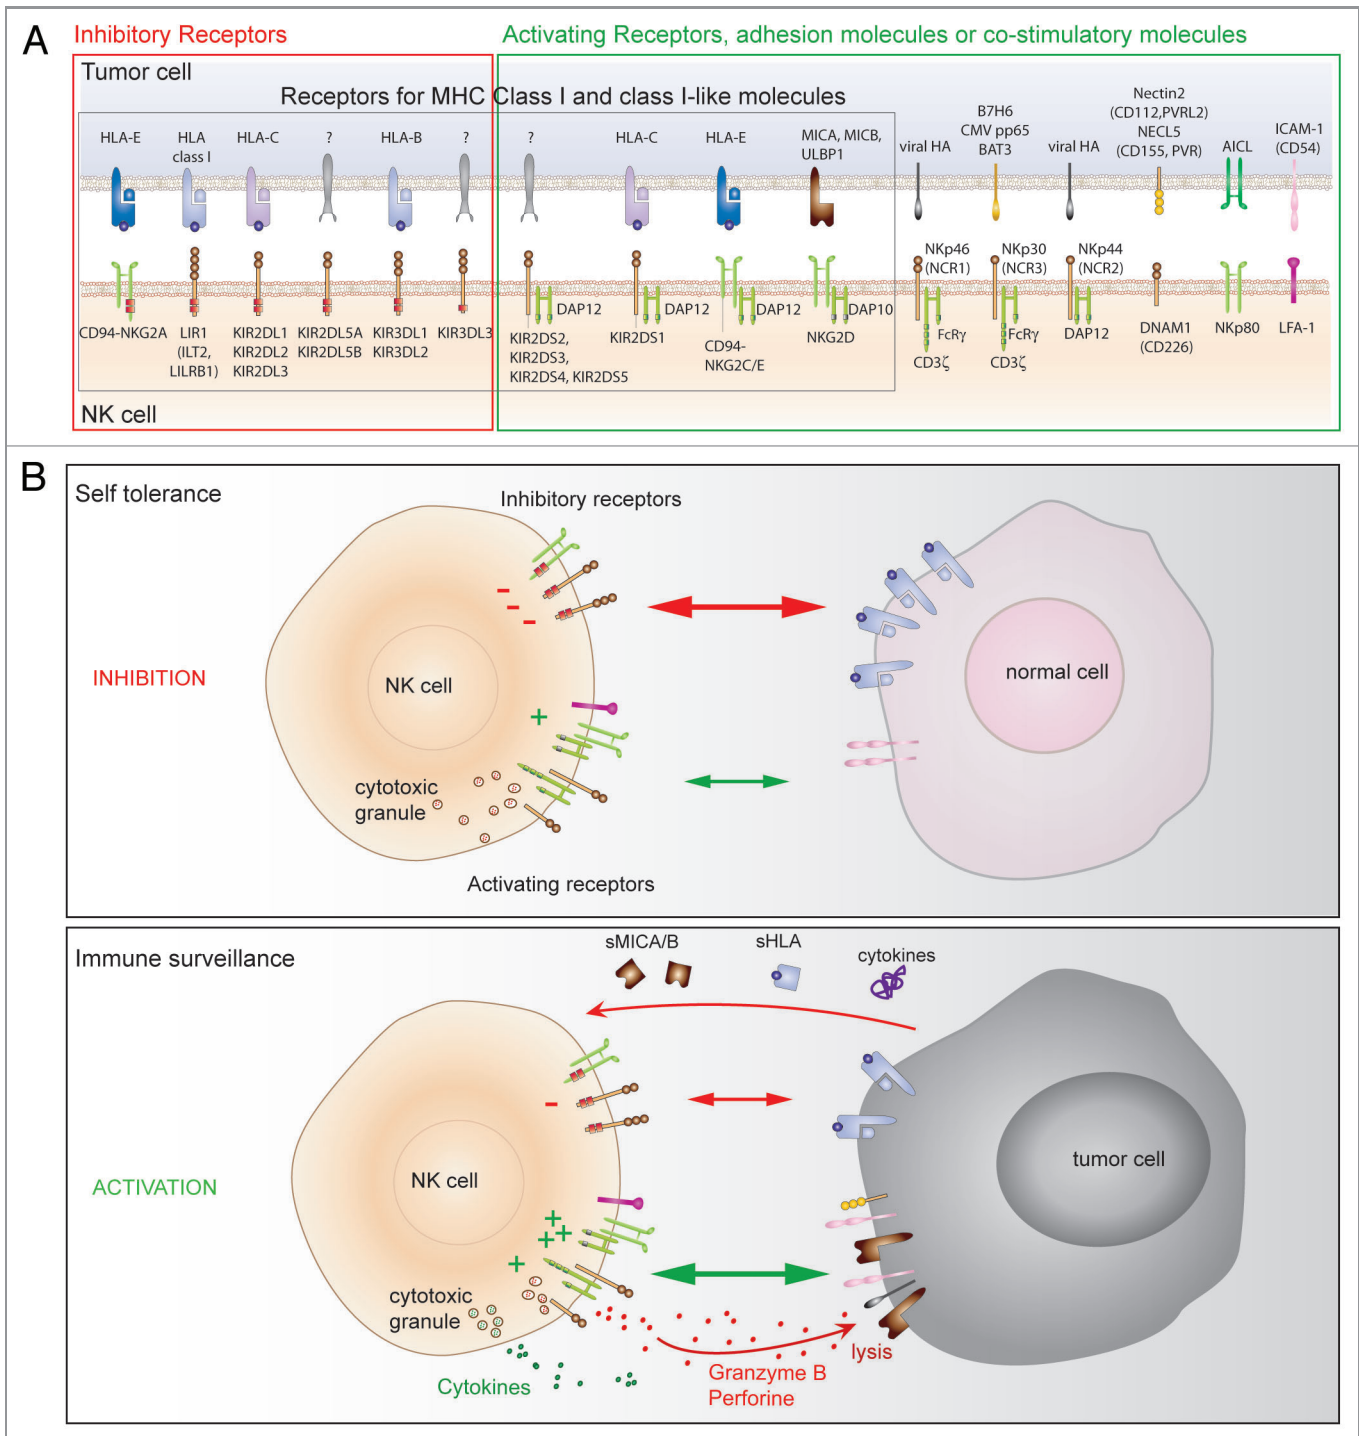 A
Inhibitory Receptors
Activating Receptors, adhesion molecules or co-stimulatory molecules
Tumor cell
Receptors for MHC Class I and class I-like molecules
HLA-E
HLA
class I
HLA-C
?
HLA-B
?
?
HLA-C
HLA-E
MICA, MICB,
ULBP1
viral HA
B7H6
CMV pp65
BAT3
viral HA
Nectin2
(CD112,PVRL2)
NECL5
(CD155, PVR)
AICL
ICAM-1
(CD54)
CD94-NKG2A
LIR1
(ILT2,
LILRB1)
KIR2DL1
KIR2DL2
KIR2DL3
KIR2DL5A
KIR2DL5B
KIR3DL1
KIR3DL2
KIR3DL3
DAP12
KIR2DS2,
KIR2DS3,
KIR2DS4, KIR2DS5
DAP12
KIR2DS1
DAP12
CD94-
NKG2C/E
DAP10
NKG2D
NKp46
(NCR1)
FcRγ
CD3ζ
NKp30
(NCR3)
FcRγ
CD3ζ
NKp44
(NCR2)
DAP12
DNAM1
(CD226)
NKp80
LFA-1
NK cell
B
Self tolerance
Inhibitory receptors
INHIBITION
NK cell
normal cell
cytotoxic
granule
Activating receptors
Immune surveillance
sMICA/B
sHLA
cytokines
ACTIVATION
NK cell
tumor cell
cytotoxic
granule
Cytokines
Granzyme B
Perforine
lysis